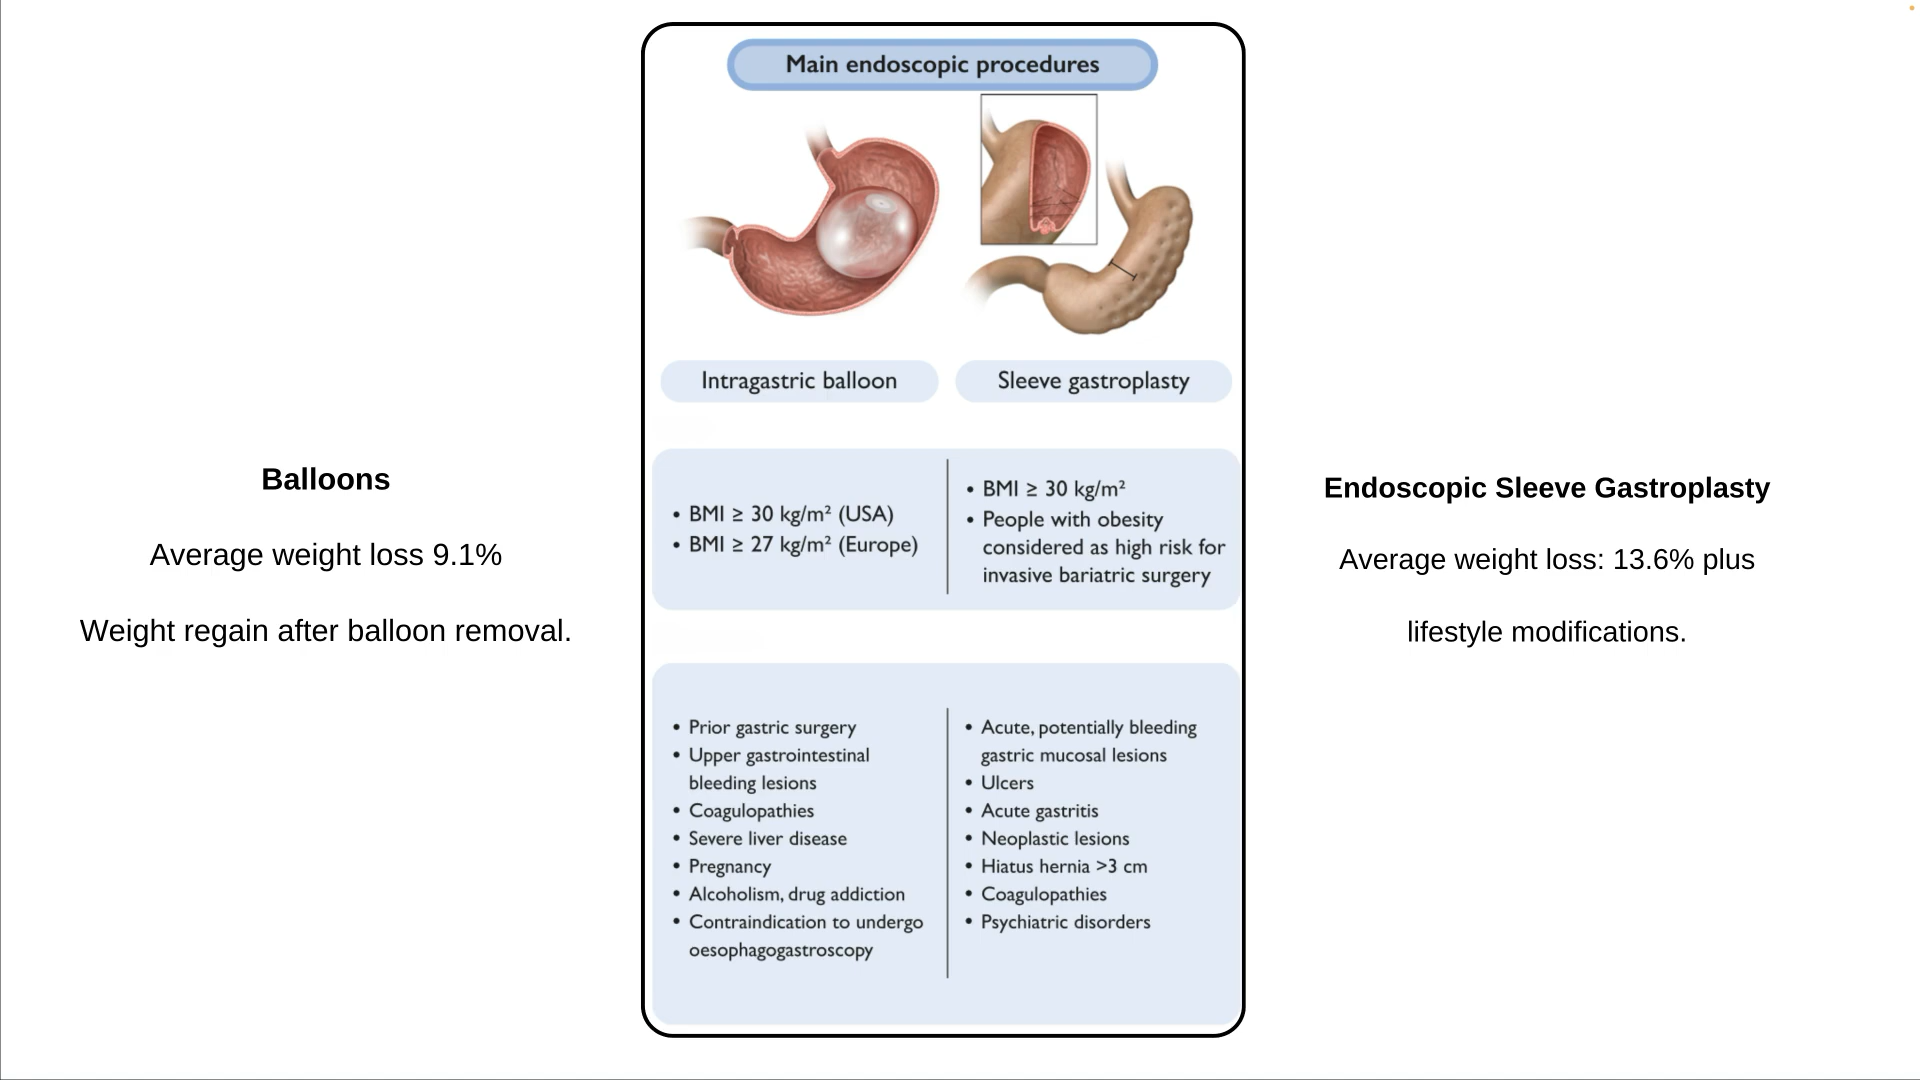 Main endoscopic procedures
Intragastric balloon
Sleeve gastroplasty
Balloons
Average weight loss 9.1%
Weight regain after balloon removal.
• BMI ≥ 30 kg/m² (USA)
• BMI ≥ 27 kg/m² (Europe)
• BMI ≥ 30 kg/m²
• People with obesity
considered as high risk for
invasive bariatric surgery
• Prior gastric surgery
• Upper gastrointestinal
bleeding lesions
• Coagulopathies
• Severe liver disease
• Pregnancy
• Alcoholism, drug addiction
• Contraindication to undergo
oesophagogastroscopy
• Acute, potentially bleeding
gastric mucosal lesions
• Ulcers
• Acute gastritis
• Neoplastic lesions
• Hiatus hernia >3 cm
• Coagulopathies
• Psychiatric disorders
Endoscopic Sleeve Gastroplasty
Average weight loss: 13.6% plus
lifestyle modifications.